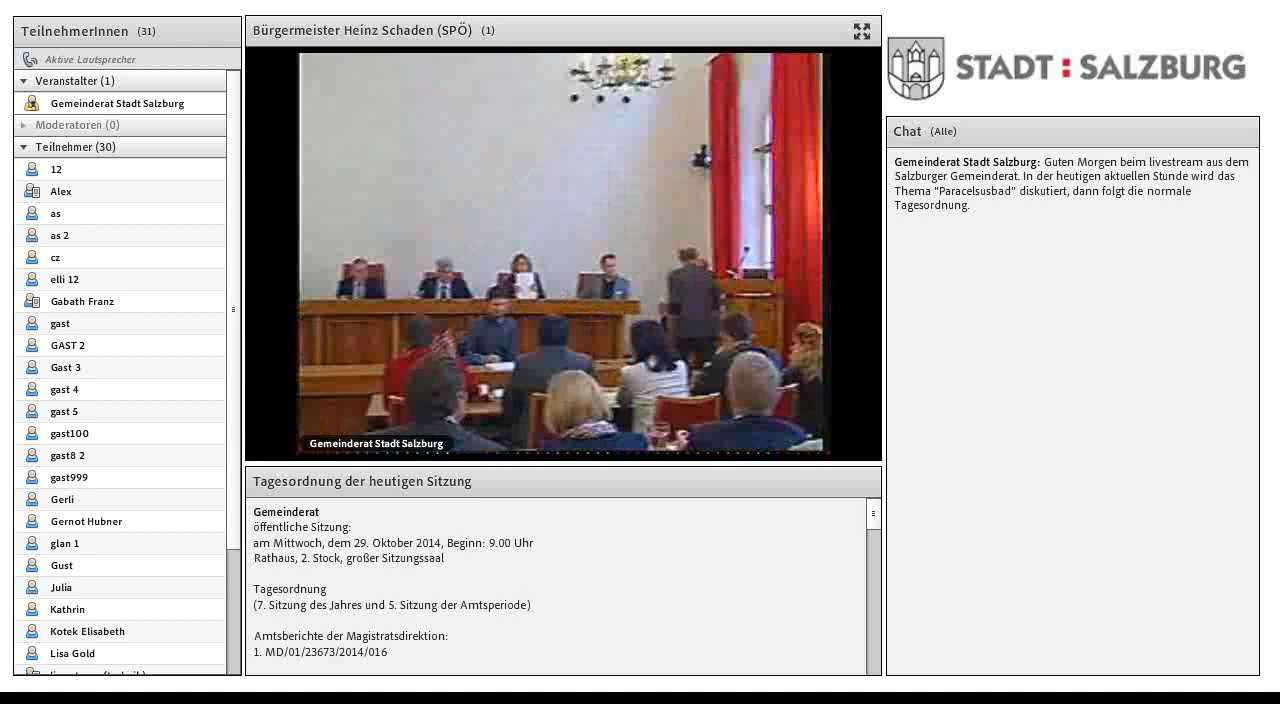 TeilnehmerInnen (31)
Aktive Lautsprecher
Veranstalter (1)
Gemeinderat Stadt Salzburg
Moderatoren (0)
Teilnehmer (30)
12
Alex
as
as 2
cz
elli 12
Gabath Franz
gast
GAST 2
Gast 3
gast 4
gast 5
gast100
gast8 2
gast999
Gerli
Gernot Hubner
glan 1
Gust
Julia
Kathrin
Kotek Elisabeth
Lisa Gold
Bürgermeister Heinz Schaden (SPÖ) (1)
Gemeinderat Stadt Salzburg
Tagesordnung der heutigen Sitzung
Gemeinderat
öffentliche Sitzung:
am Mittwoch, dem 29. Oktober 2014, Beginn: 9.00 Uhr
Rathaus, 2. Stock, großer Sitzungssaal
Tagesordnung
(7. Sitzung des Jahres und 5. Sitzung der Amtsperiode)
Amtsberichte der Magistratsdirektion:
1. MD/01/23673/2014/016
STADT : SALZBURG
Chat (Alle)
Gemeinderat Stadt Salzburg: Guten Morgen beim livestream aus dem
Salzburger Gemeinderat. In der heutigen aktuellen Stunde wird das
Thema "Paracelsusbad" diskutiert, dann folgt die normale
Tagesordnung.